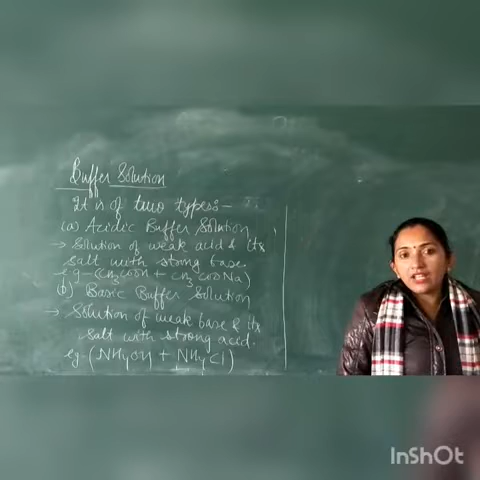 Buffer Solution
It is of two types-
(a) Acidic Buffer Solution
→ Solution of weak acid & its
salt with strong base.
eg-(CH3COOH + CH3COONa)
(b) Basic Buffer Solution
→ Solution of weak base & its
salt with strong acid.
eg-(NH4OH + NH4Cl)
INSHOT